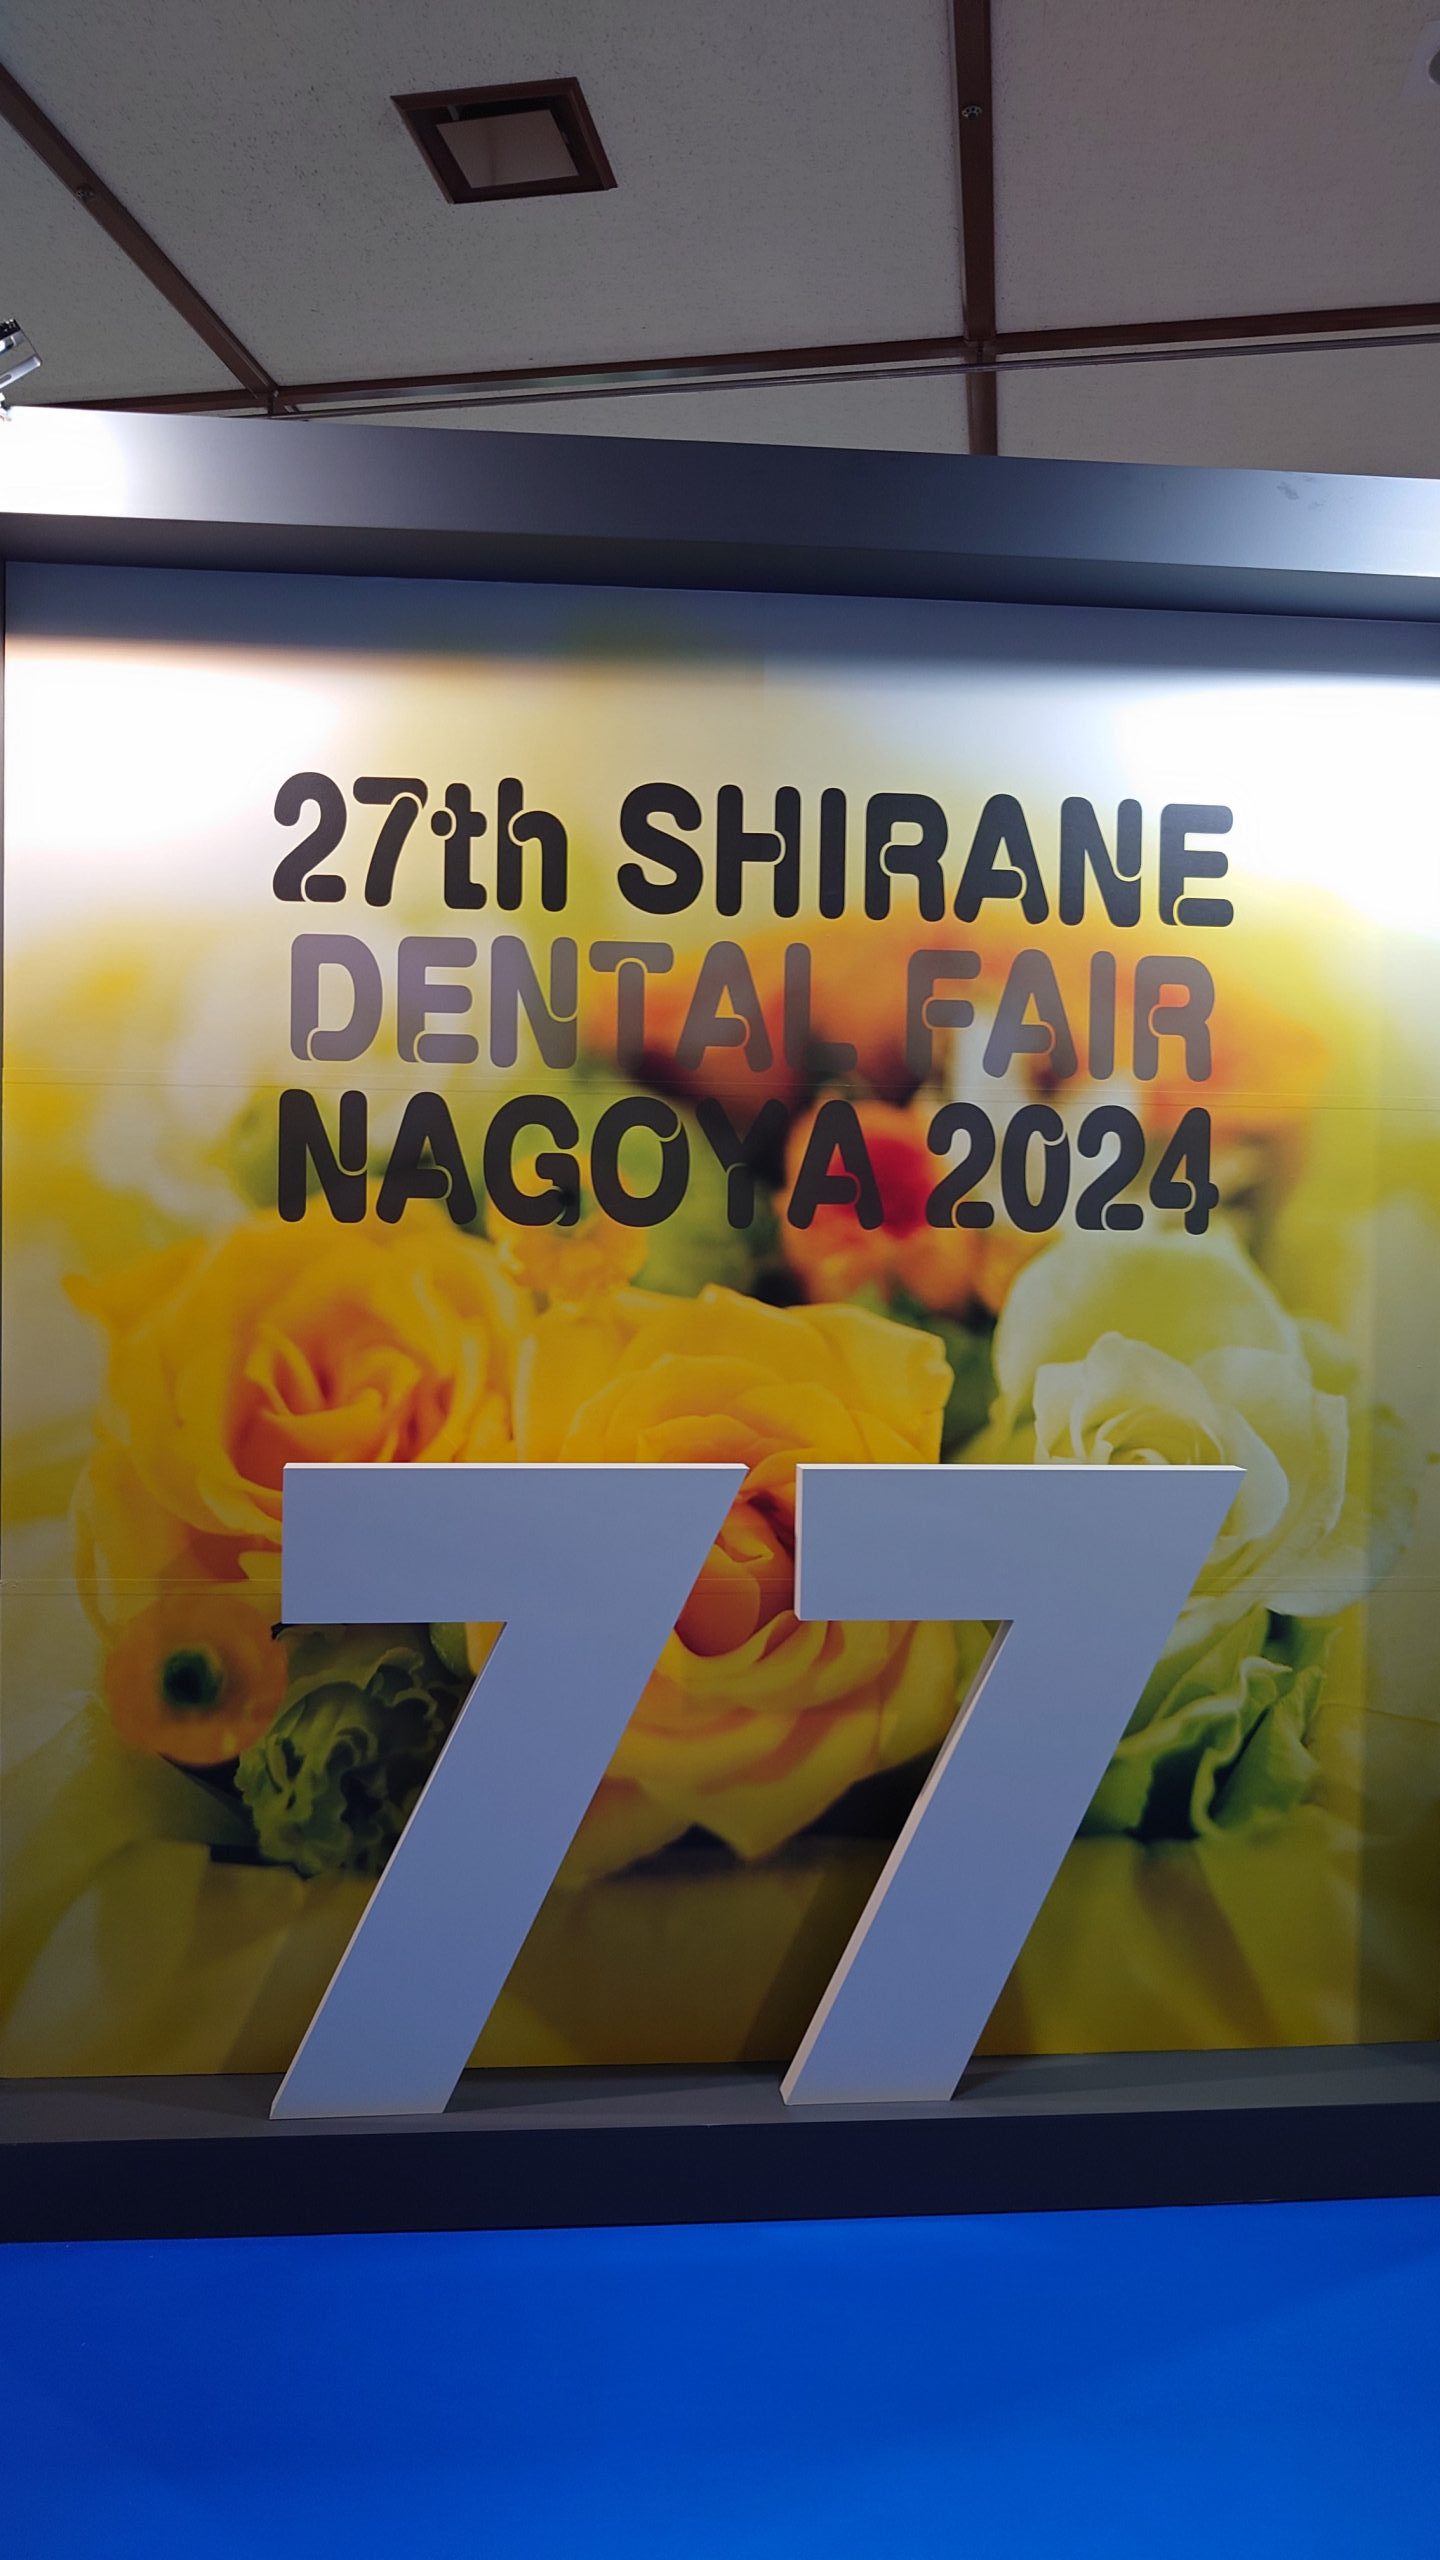 27th SHIRANE
DENTAL FAIR
NAGOYA 2024
77